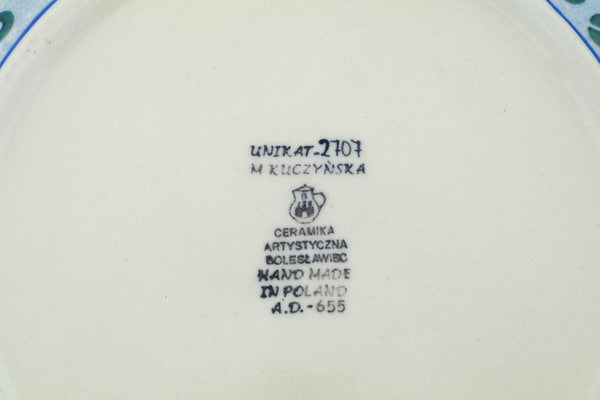 UNIKAT-2707
M KUCZYŃSKA
B
CERAMIKA
ARTYSTYCZNA
BOLESŁAWIEC
HAND MADE
IN POLAND
A.D.-655